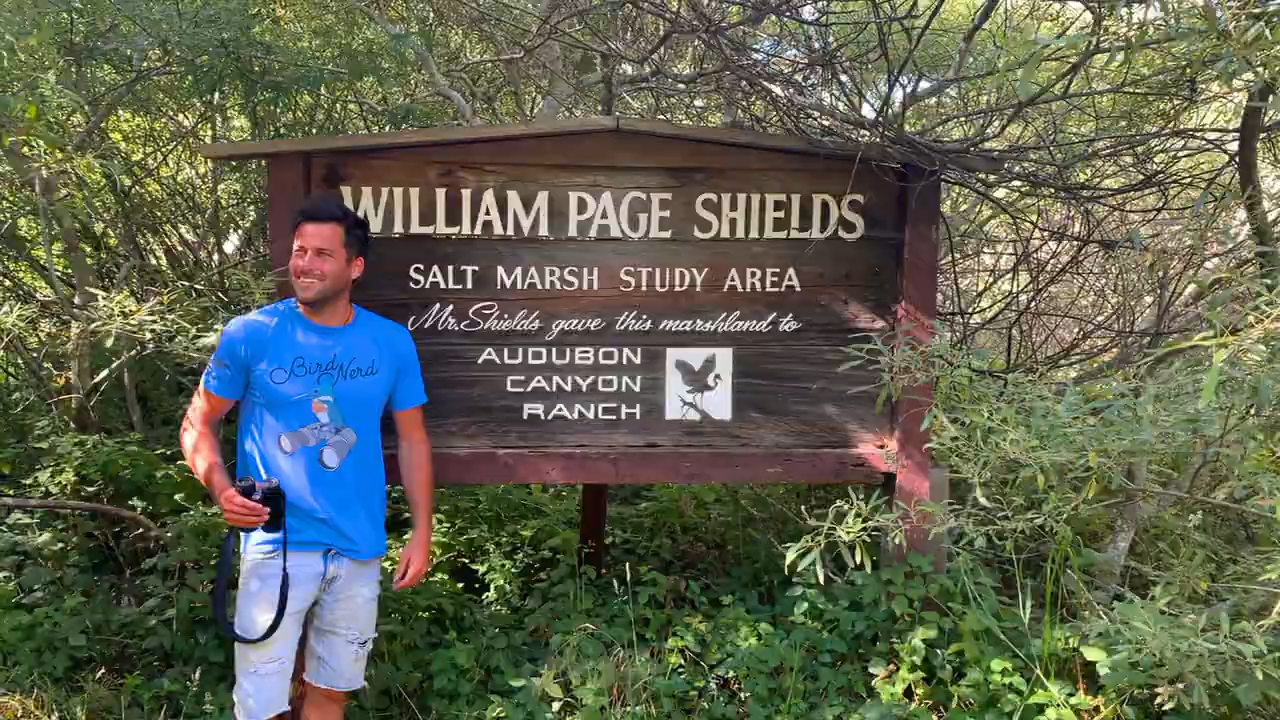 WILLIAM PAGE SHIELDS
SALT MARSH STUDY AREA
Mr. Shields gave this marshland to
AUDUBON
CANYON
RANCH
Bird Nerd